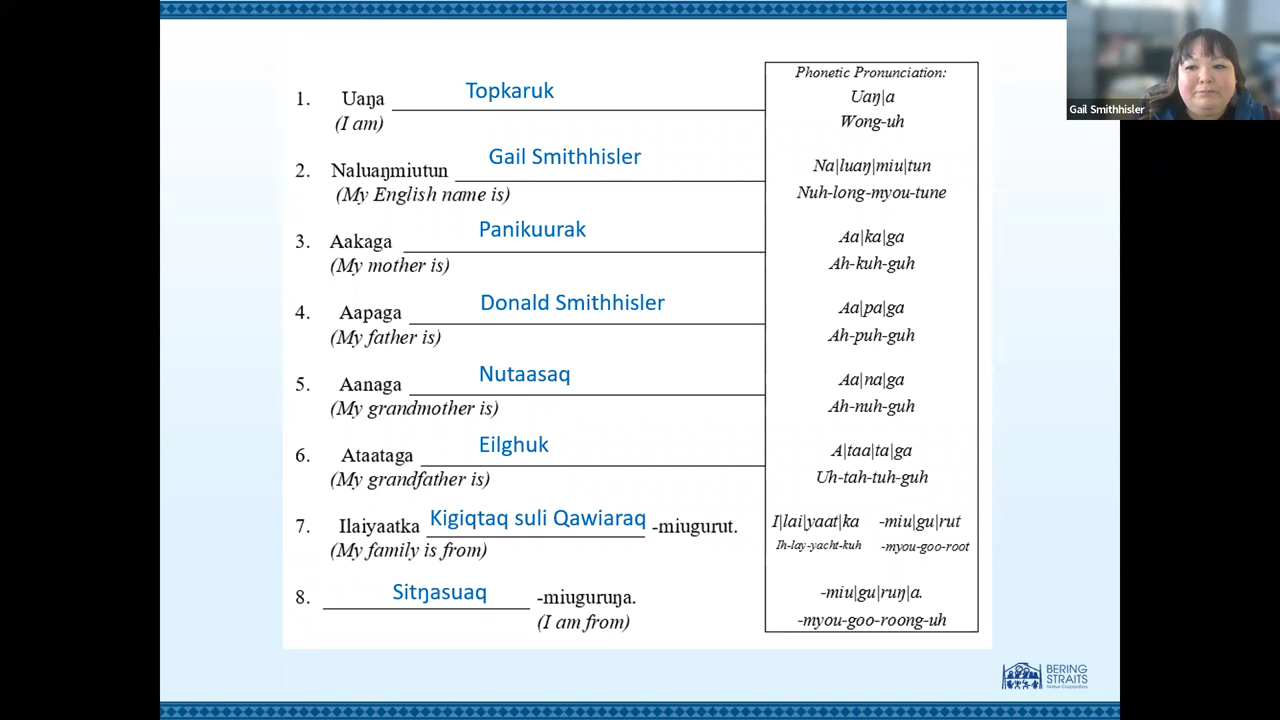 1. Uaŋa Topkaruk
(I am)
2. Naluaŋmiutun Gail Smithhisler
(My English name is)
3. Aakaga Panikuurak
(My mother is)
4. Aapaga Donald Smithhisler
(My father is)
5. Aanaga Nutaasaq
(My grandmother is)
6. Ataataga Eilghuk
(My grandfather is)
7. Ilaiyaatka Kigiqtaq suli Qawiaraq -miugurut.
(My family is from)
8. Sitŋasuaq -miuguruŋa.
(I am from)
Phonetic Pronunciation:
Uaŋ|a
Wong-uh
Na|luaŋ|miu|tun
Nuh-long-myou-tune
Aa|ka|ga
Ah-kuh-guh
Aa|pa|ga
Ah-puh-guh
Aa|na|ga
Ah-nuh-guh
A|taa|ta|ga
Uh-tah-tuh-guh
I|lai|yaat|ka -miu|gu|rut
Ih-lay-yacht-kuh -myou-goo-root
-miu|gu|ruŋ|a.
-myou-goo-roong-uh
Gail Smithhisler
BERING
STRAITS
Native Corporation